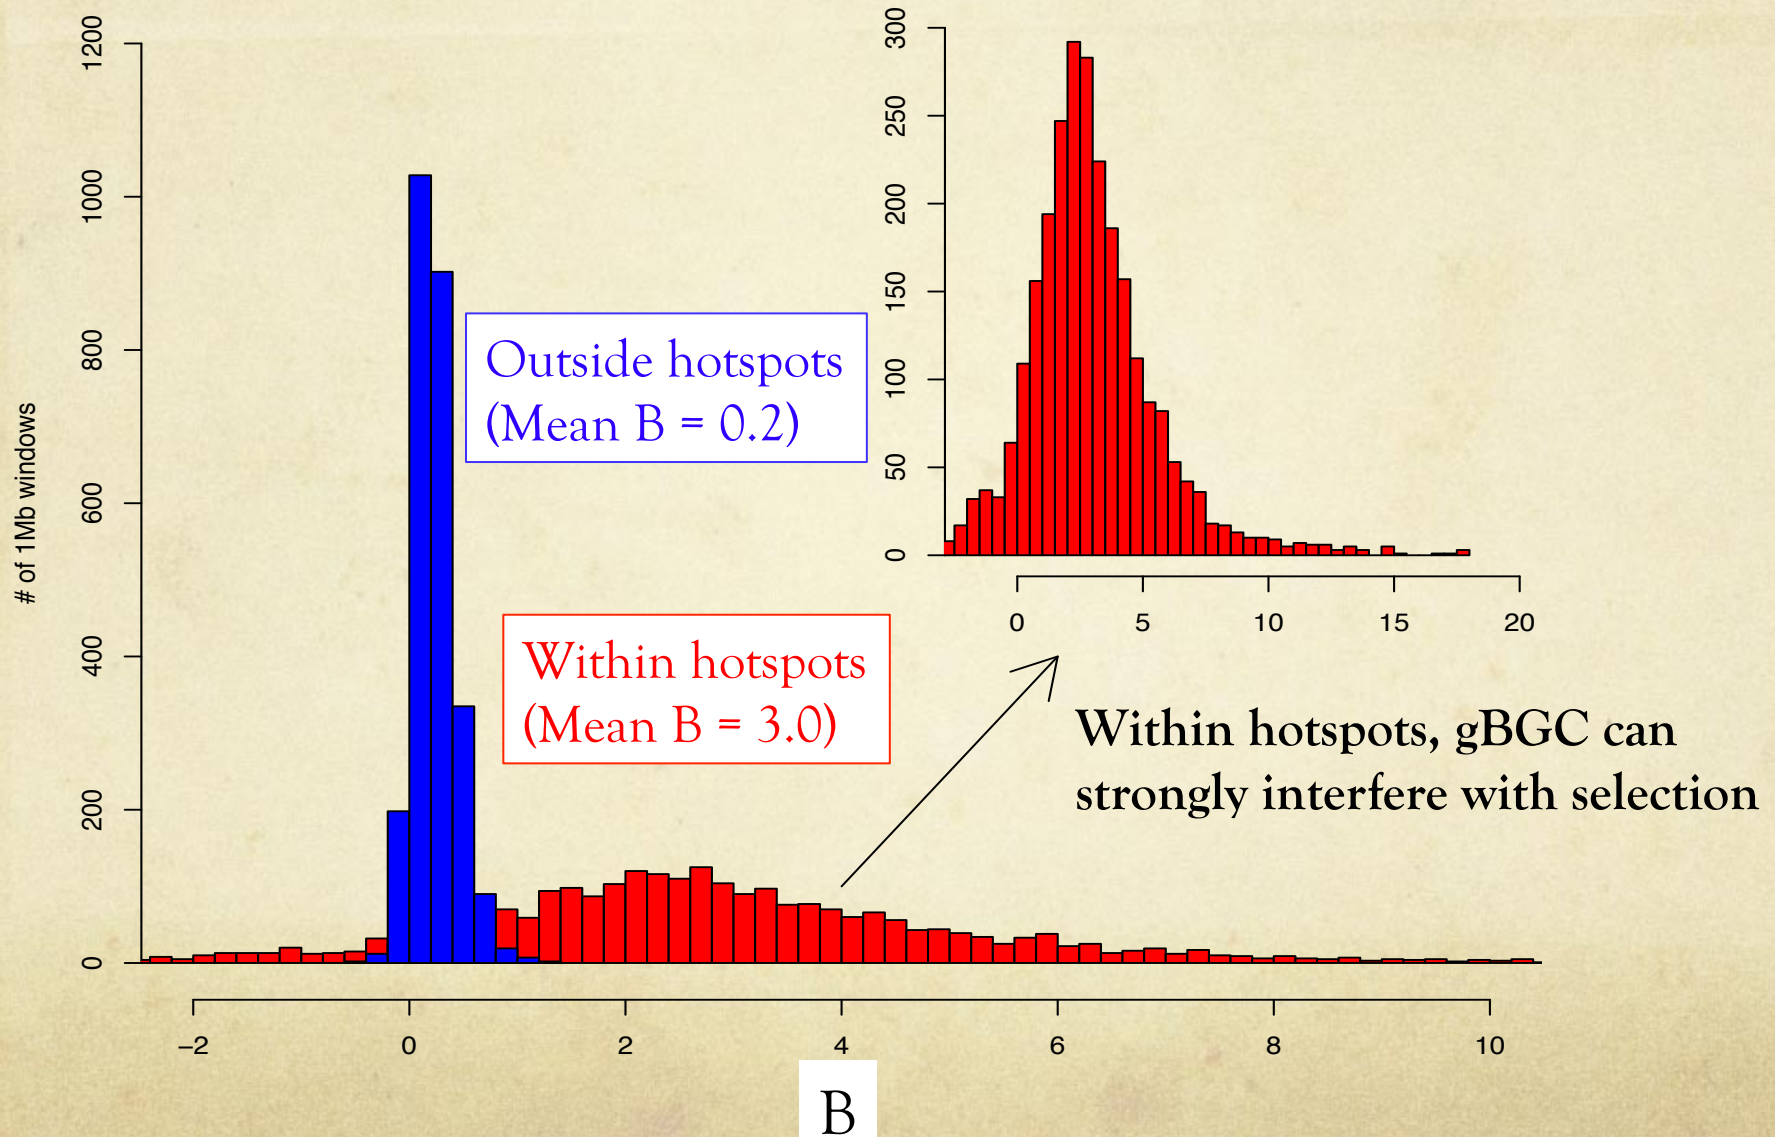 # of 1Mb windows
1200
1000
800
600
400
200
0
−2 0 2 4 6 8 10
B
Outside hotspots
(Mean B = 0.2)
Within hotspots
(Mean B = 3.0)
300
250
200
150
100
50
0
0 5 10 15 20
Within hotspots, gBGC can
strongly interfere with selection